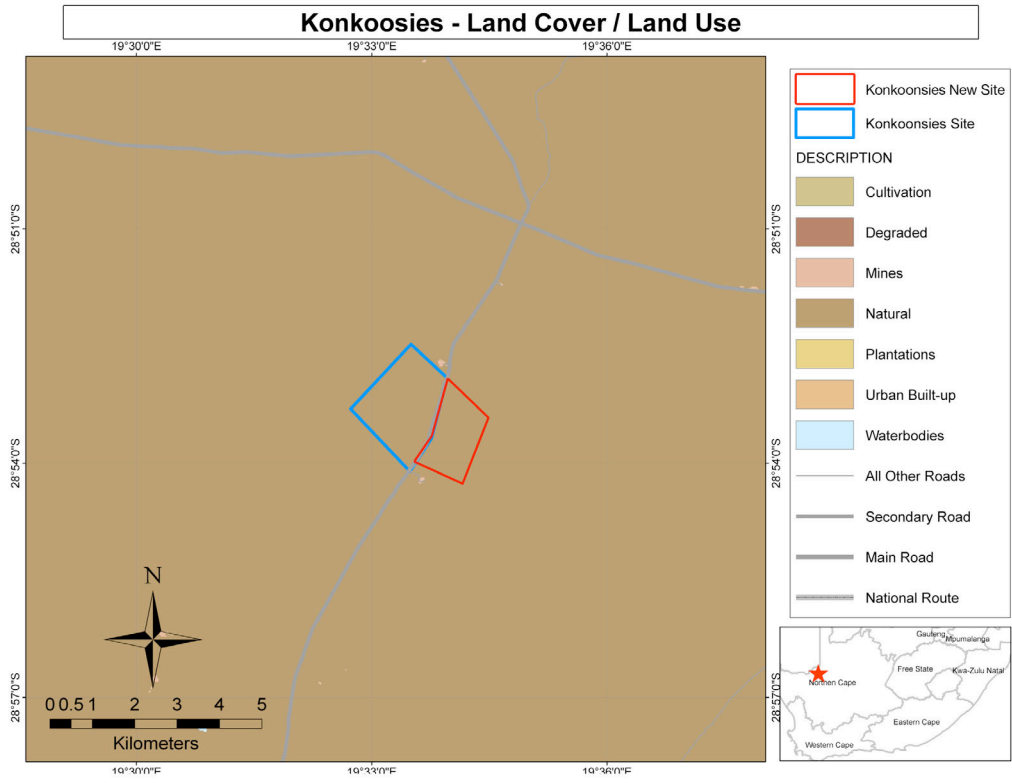 Konkoosies - Land Cover / Land Use
19°30'0"E 19°33'0"E 19°36'0"E
28°51'0"S 28°51'0"S
28°54'0"S 28°54'0"S
28°57'0"S 28°57'0"S
N
0 0.5 1 2 3 4 5
Kilometers
19°30'0"E 19°33'0"E 19°36'0"E
Konkoonsies New Site
Konkoonsies Site
DESCRIPTION
Cultivation
Degraded
Mines
Natural
Plantations
Urban Built-up
Waterbodies
All Other Roads
Secondary Road
Main Road
National Route
Gauteng
Mpumalanga
Free State
Kwa-Zulu Natal
Northen Cape
Eastern Cape
Western Cape